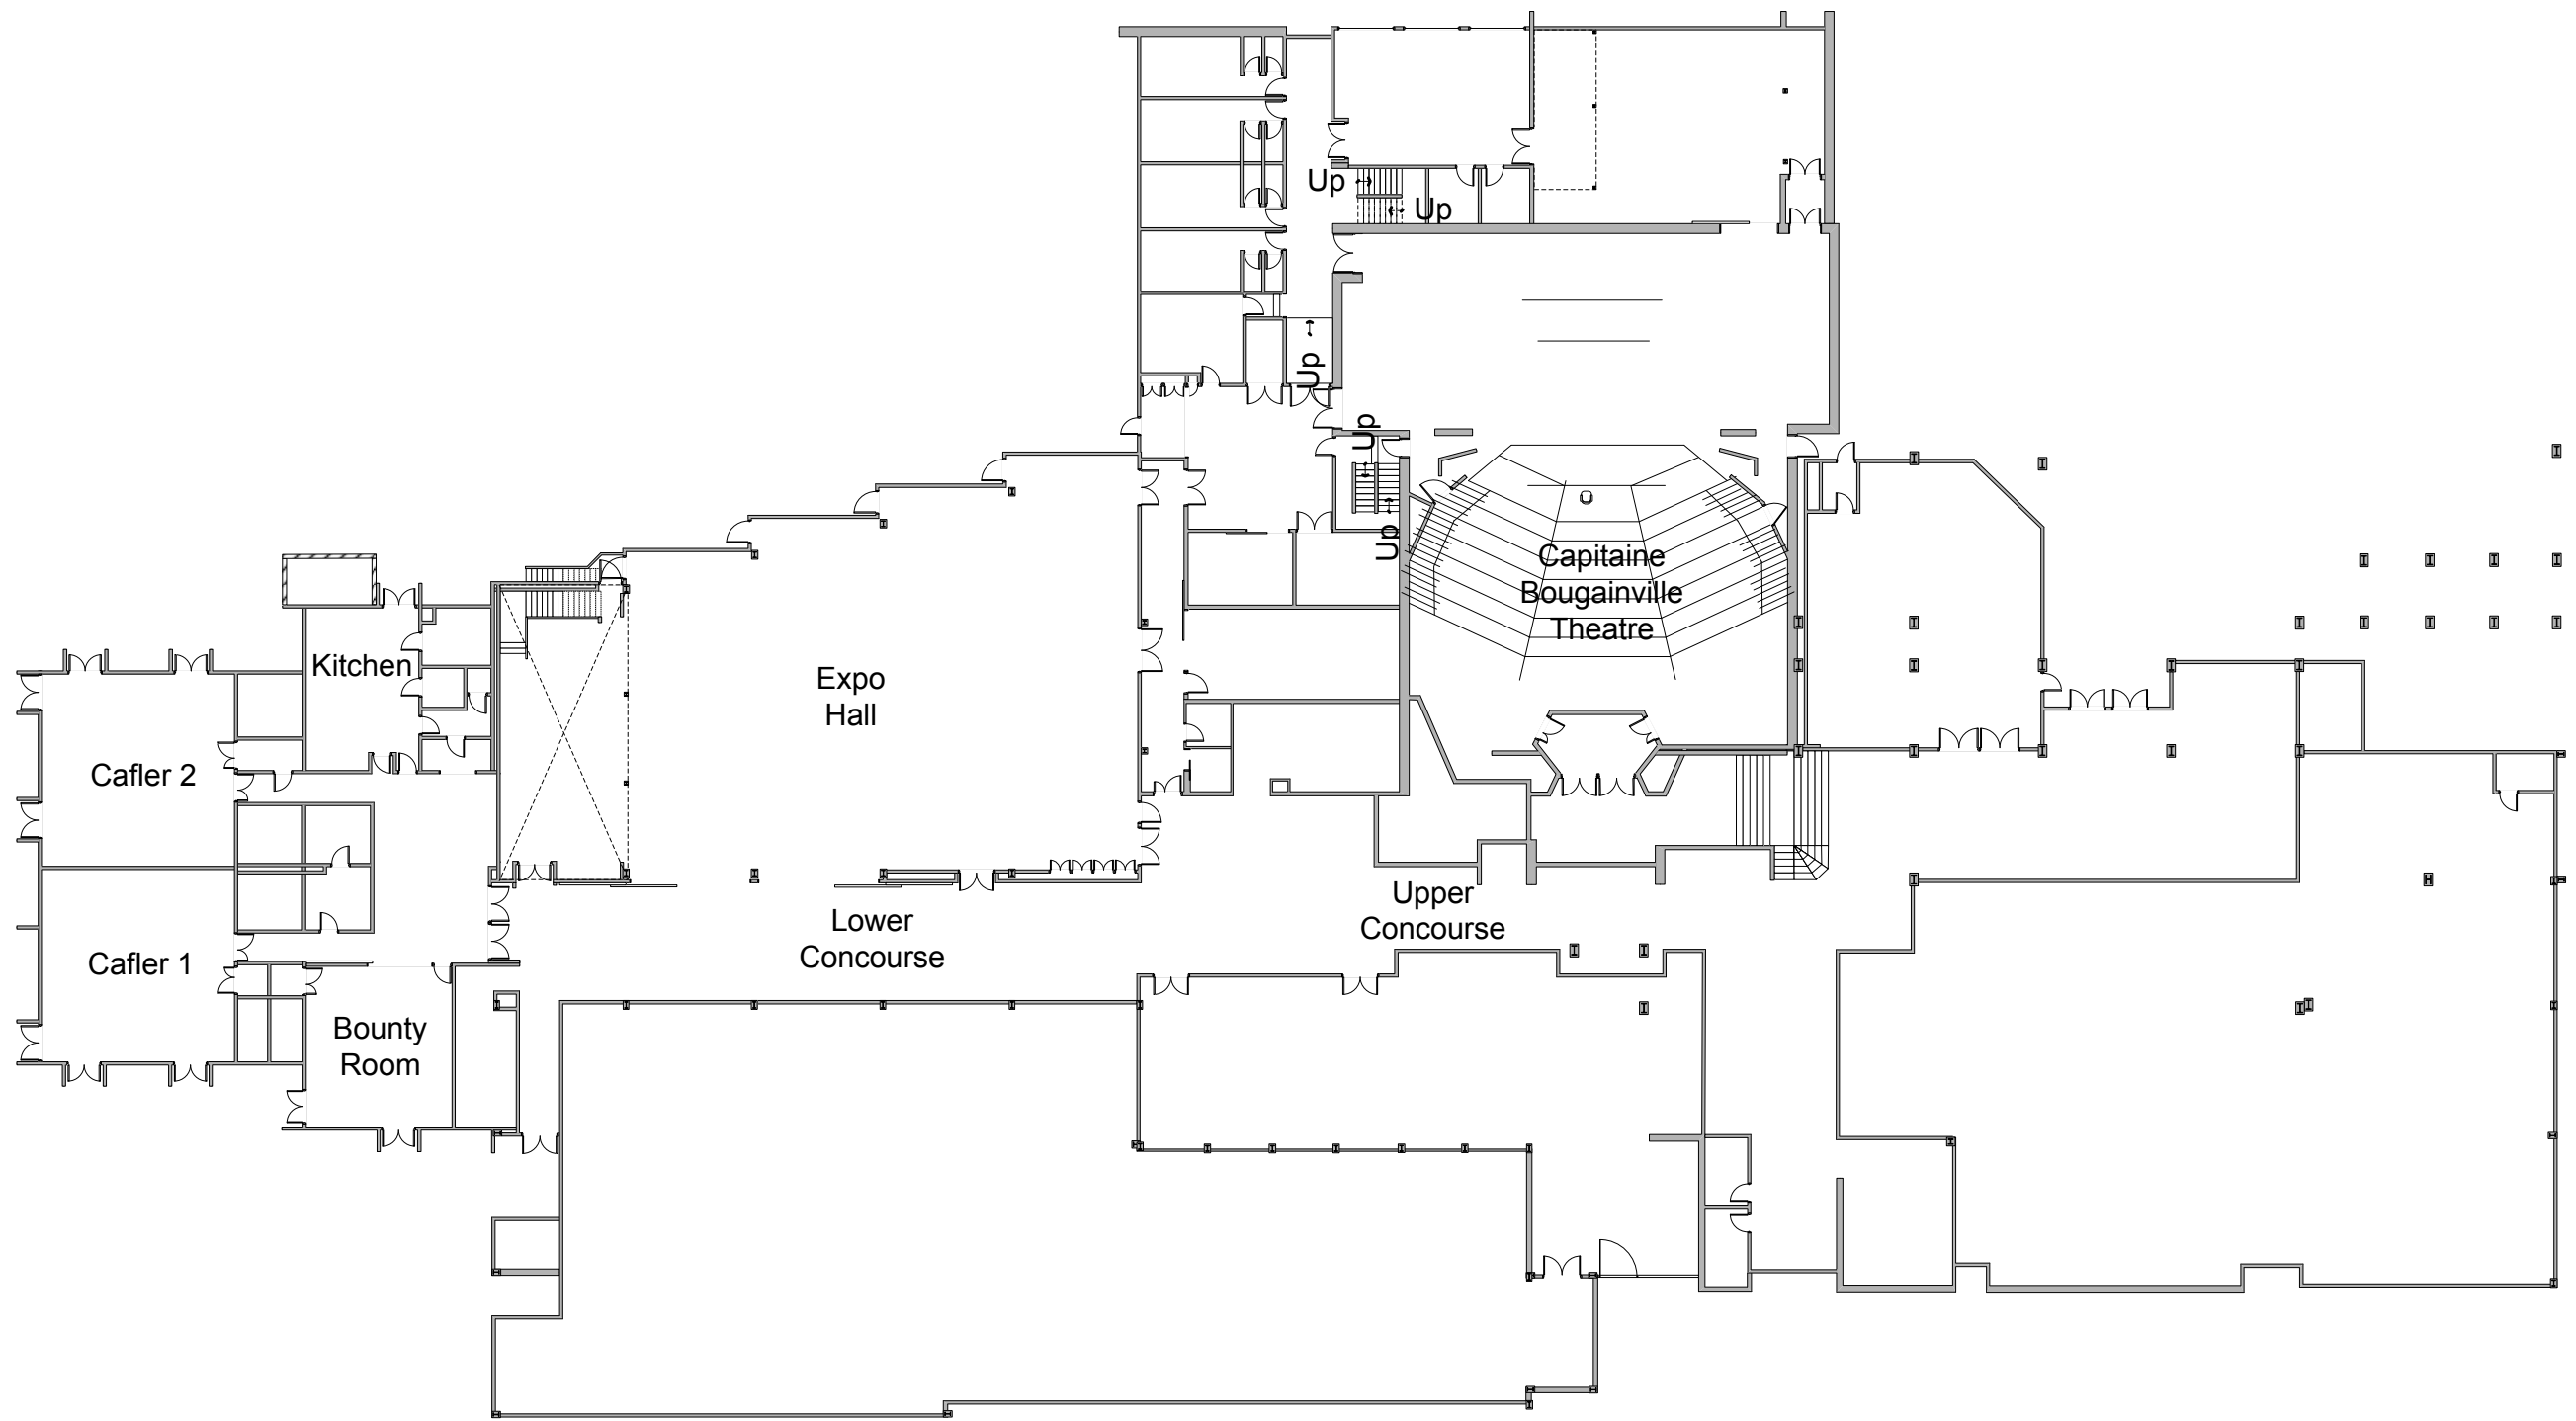 Up
Up
Up
Up
Up
Capitaine
Bougainville
Theatre
Kitchen
Expo
Hall
Cafler 2
Lower
Concourse
Upper
Concourse
Cafler 1
Bounty
Room